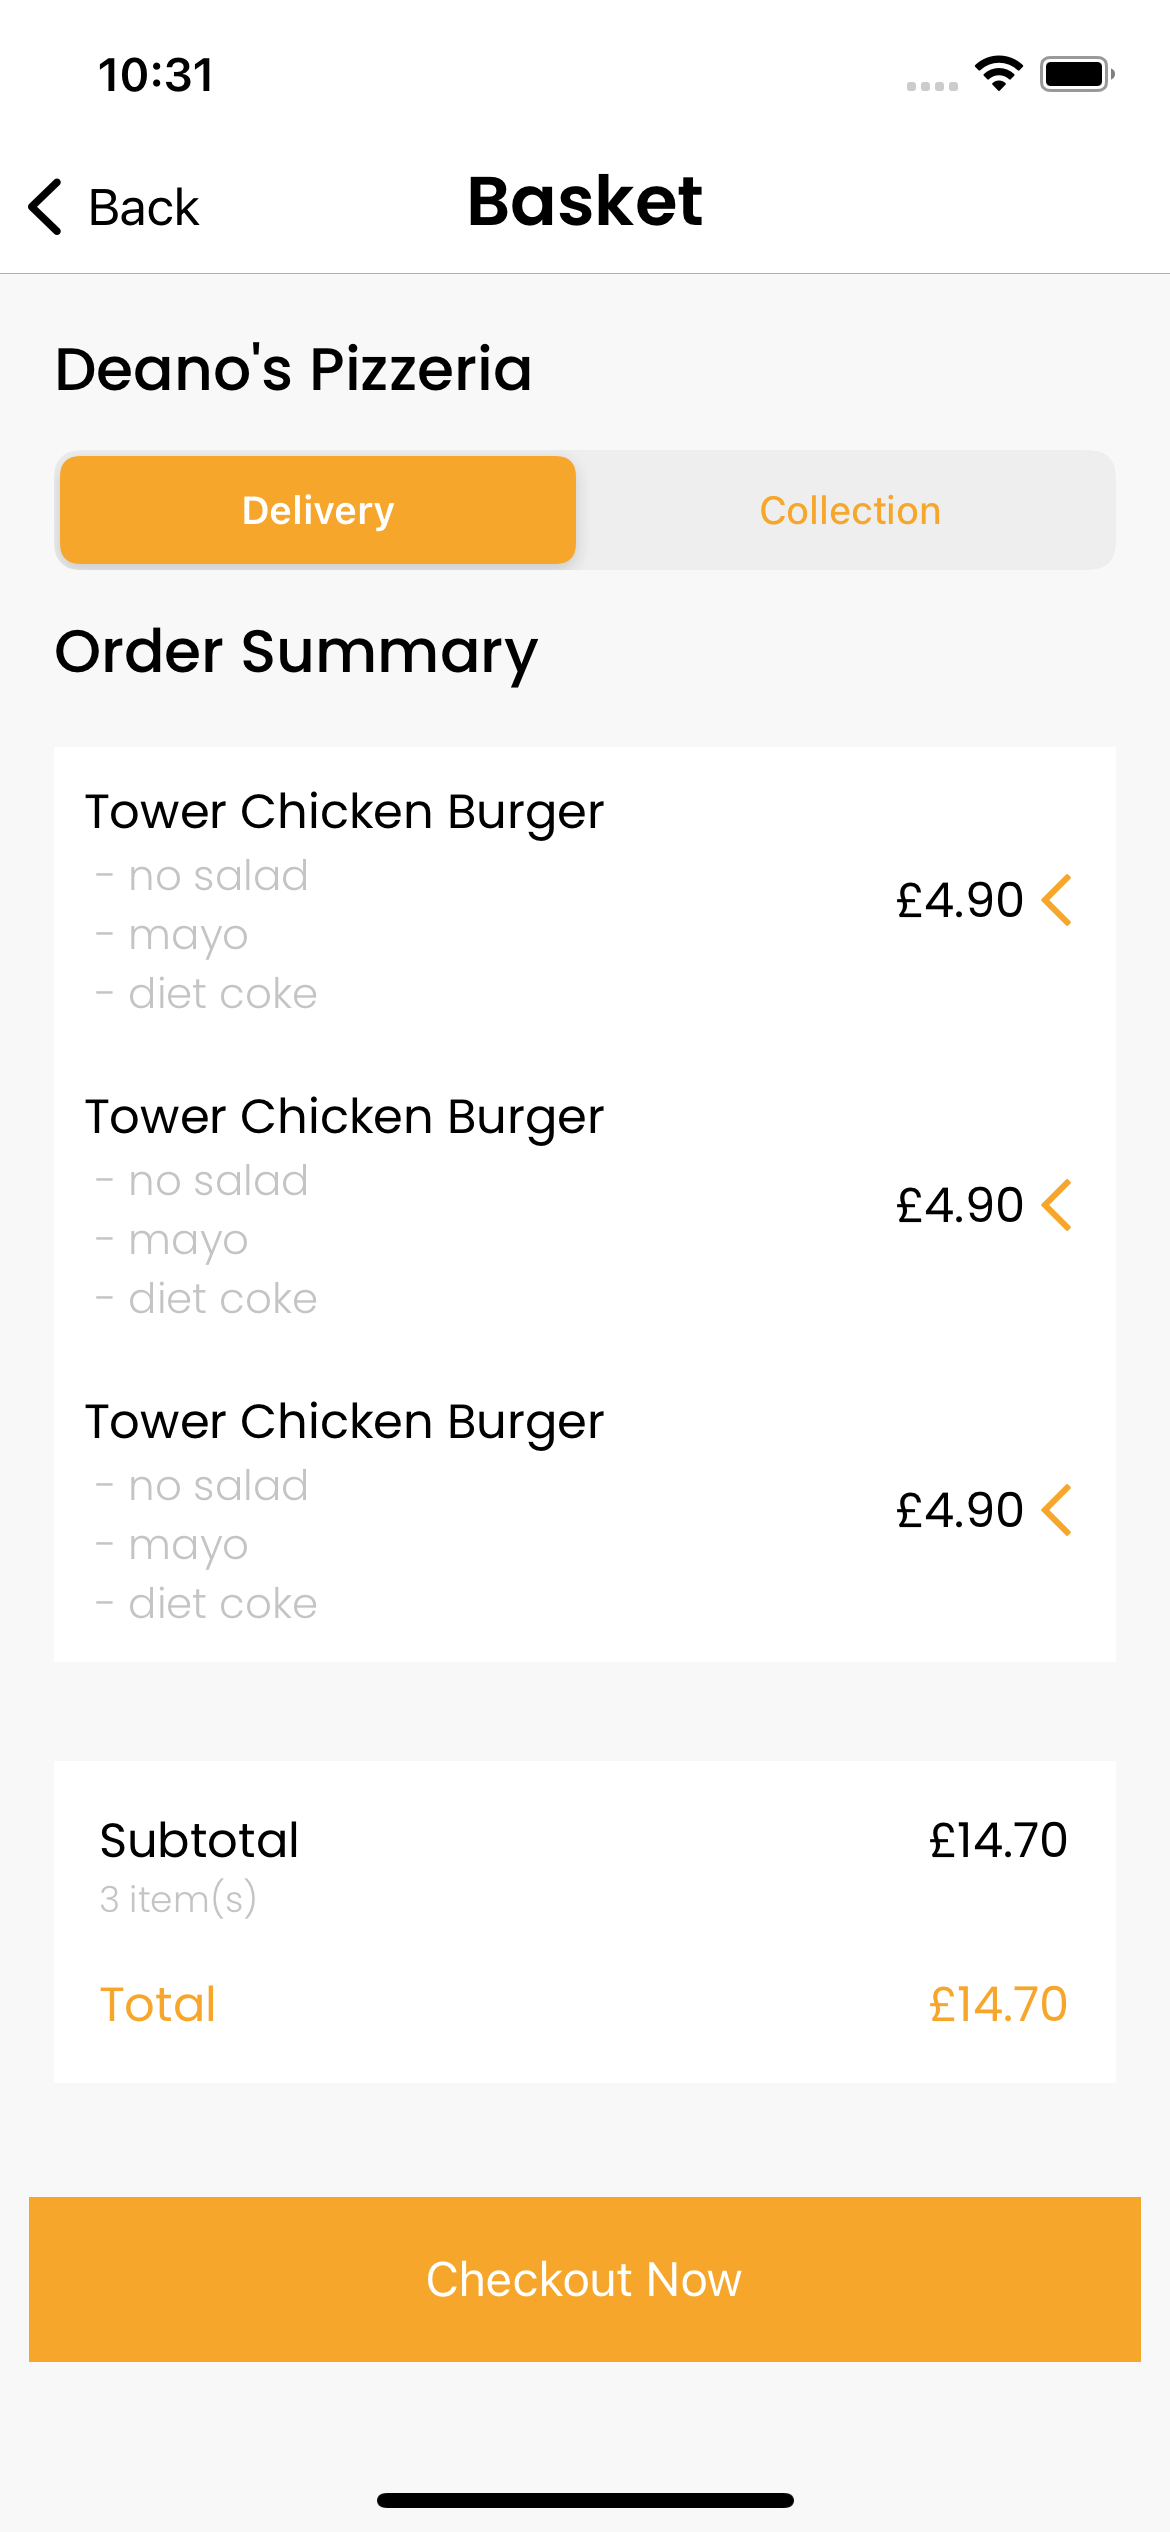 10:31
Back
Basket
Deano's Pizzeria
Delivery
Collection
Order Summary
Tower Chicken Burger
- no salad
- mayo
- diet coke
£4.90
Tower Chicken Burger
- no salad
- mayo
- diet coke
£4.90
Tower Chicken Burger
- no salad
- mayo
- diet coke
£4.90
Subtotal £14.70
3 item(s)
Total £14.70
Checkout Now